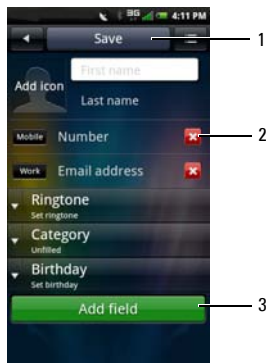 3G 4:11 PM
Save
1
First name
Add icon
Last name
Mobile Number
2
Work Email address
Ringtone
Set ringtone
Category
Unfilled
Birthday
Set birthday
Add field
3